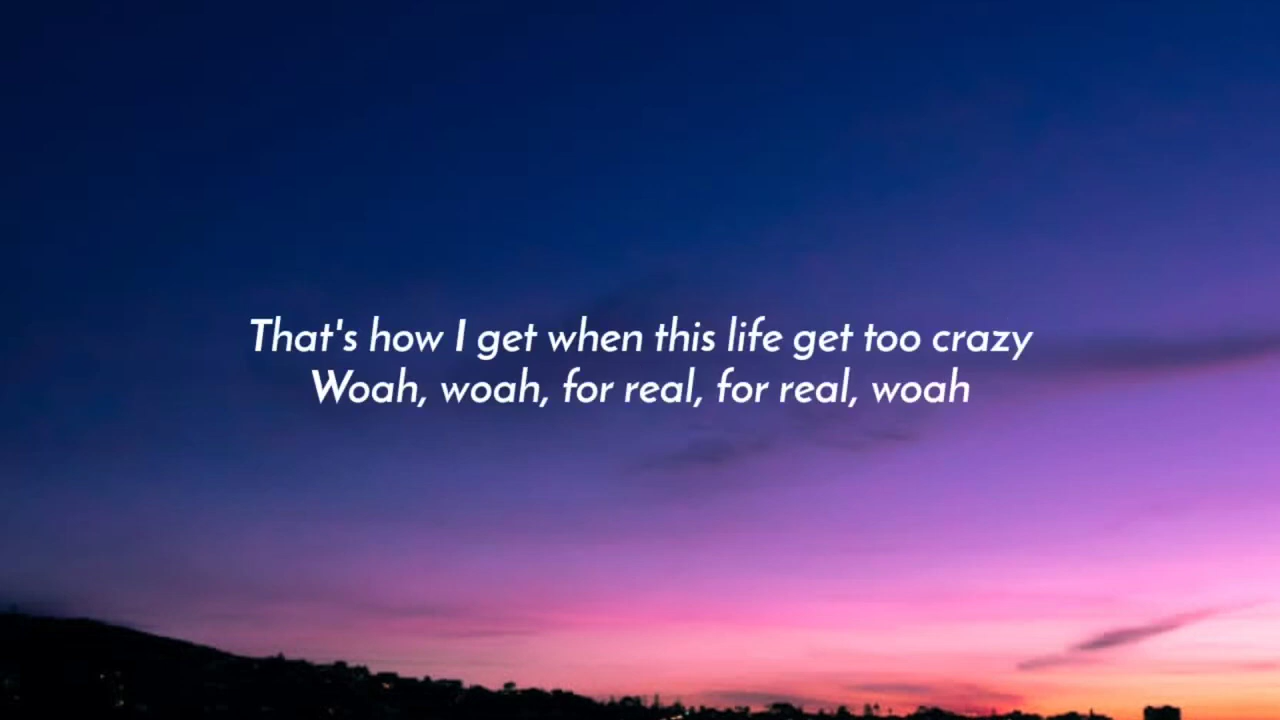 That's how I get when this life get too crazy
Woah, woah, for real, for real, woah